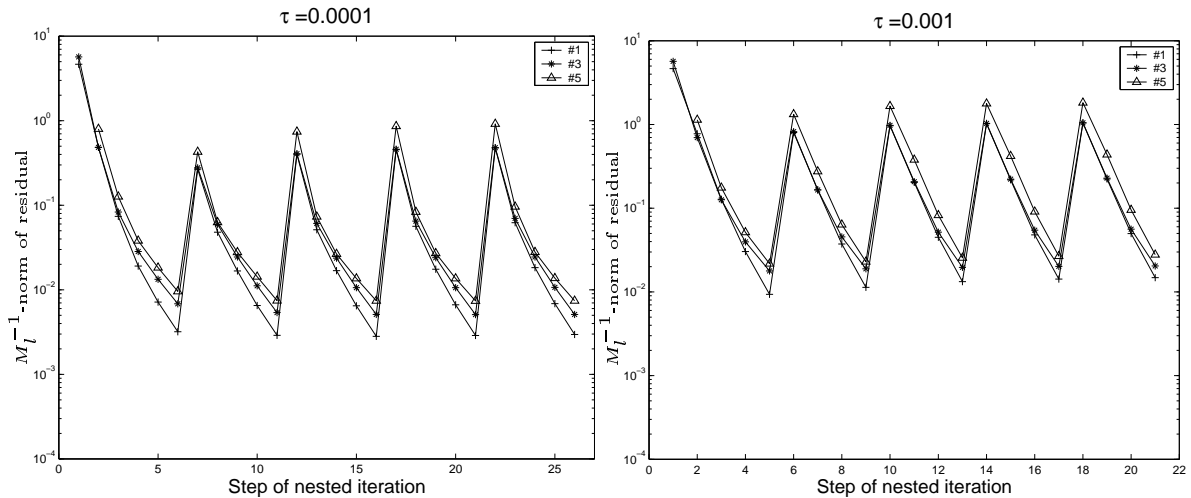 τ =0.0001
10^1
10^0
10^−1
10^−2
10^−3
10^−4
M_l^−1-norm of residual
#1
#3
#5
0 5 10 15 20 25
Step of nested iteration
τ =0.001
10^1
10^0
10^−1
10^−2
10^−3
10^−4
M_l^−1-norm of residual
#1
#3
#5
0 2 4 6 8 10 12 14 16 18 20 22
Step of nested iteration